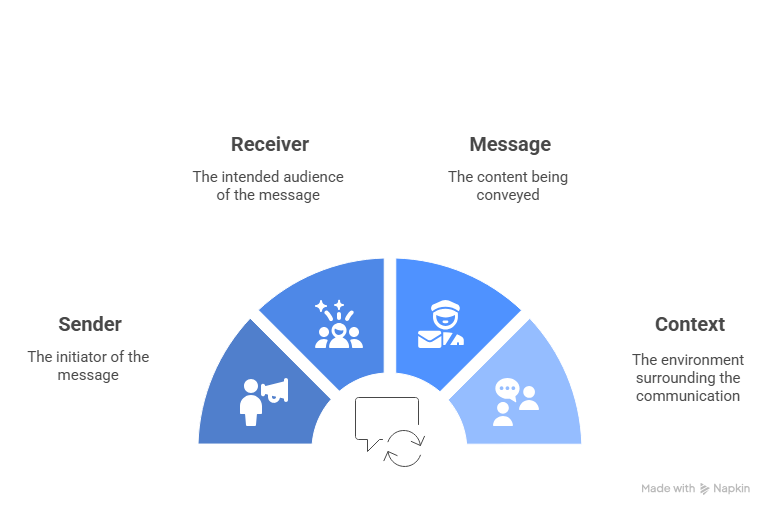 Receiver
The intended audience
of the message
Message
The content being
conveyed
Sender
The initiator of the
message
Context
The environment
surrounding the
communication
Made with Napkin